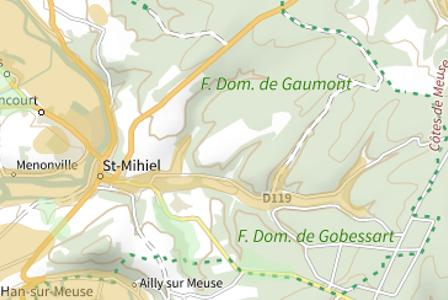 F. Dom. de Gaumont
ncourt
Côtes de Meuse
Menonville
St-Mihiel
D119
F. Dom. de Gobessart
Ailly sur Meuse
Han-sur-Meuse